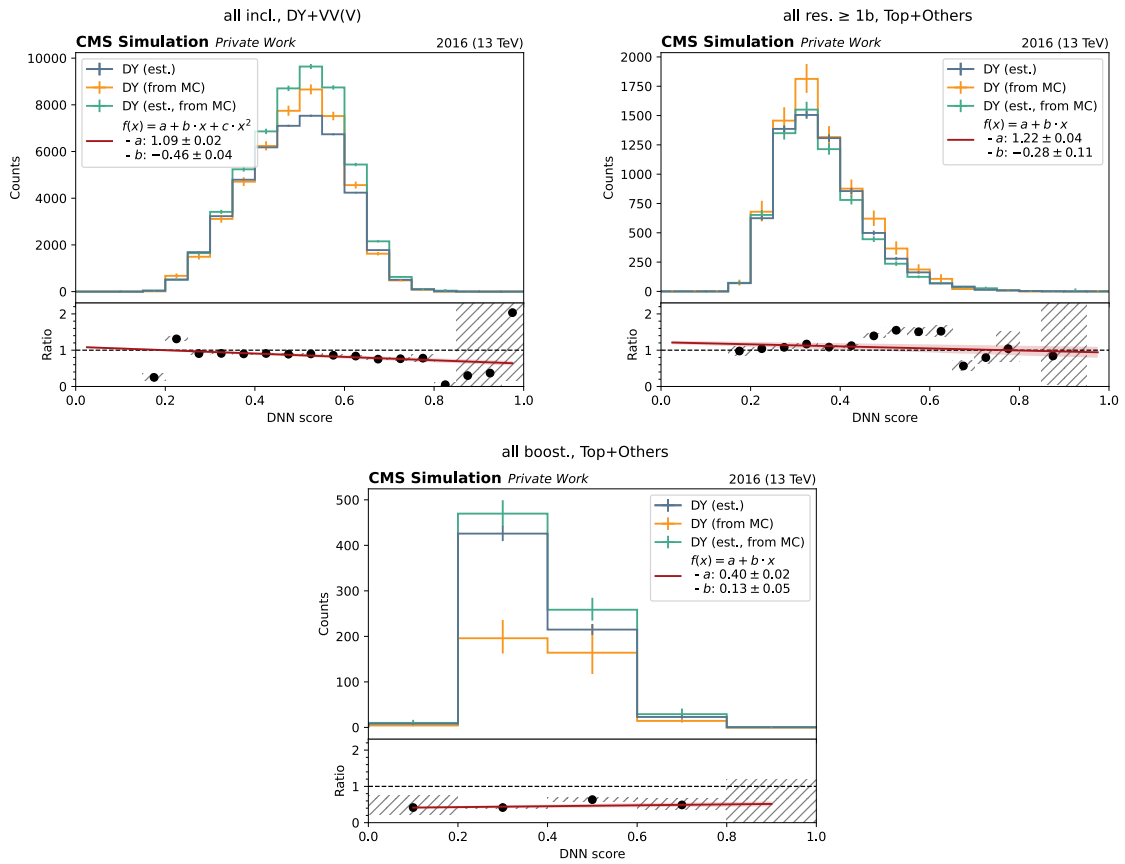 all incl., DY+VV(V)
CMS Simulation Private Work 2016 (13 TeV)
10000
8000
6000
4000
2000
0
Counts
DY (est.)
DY (from MC)
DY (est., from MC)
f(x) = a + b · x + c · x²
- a: 1.09 ± 0.02
- b: −0.46 ± 0.04
2
1
0
Ratio
0.0 0.2 0.4 0.6 0.8 1.0
DNN score
all res. ≥ 1b, Top+Others
CMS Simulation Private Work 2016 (13 TeV)
2000
1750
1500
1250
1000
750
500
250
0
Counts
DY (est.)
DY (from MC)
DY (est., from MC)
f(x) = a + b · x
- a: 1.22 ± 0.04
- b: −0.28 ± 0.11
2
1
0
Ratio
0.0 0.2 0.4 0.6 0.8 1.0
DNN score
all boost., Top+Others
CMS Simulation Private Work 2016 (13 TeV)
500
400
300
200
100
0
Counts
DY (est.)
DY (from MC)
DY (est., from MC)
f(x) = a + b · x
- a: 0.40 ± 0.02
- b: 0.13 ± 0.05
2
1
0
Ratio
0.0 0.2 0.4 0.6 0.8 1.0
DNN score